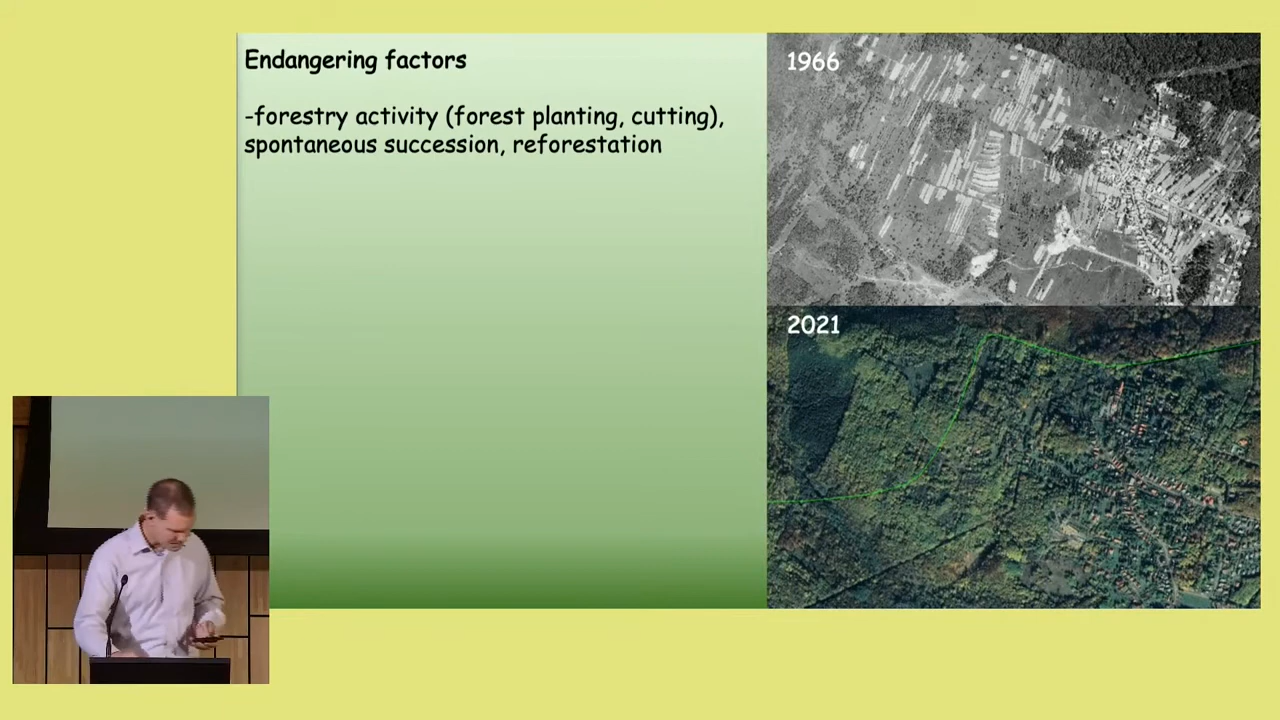 Endangering factors
-forestry activity (forest planting, cutting),
spontaneous succession, reforestation
1966
2021